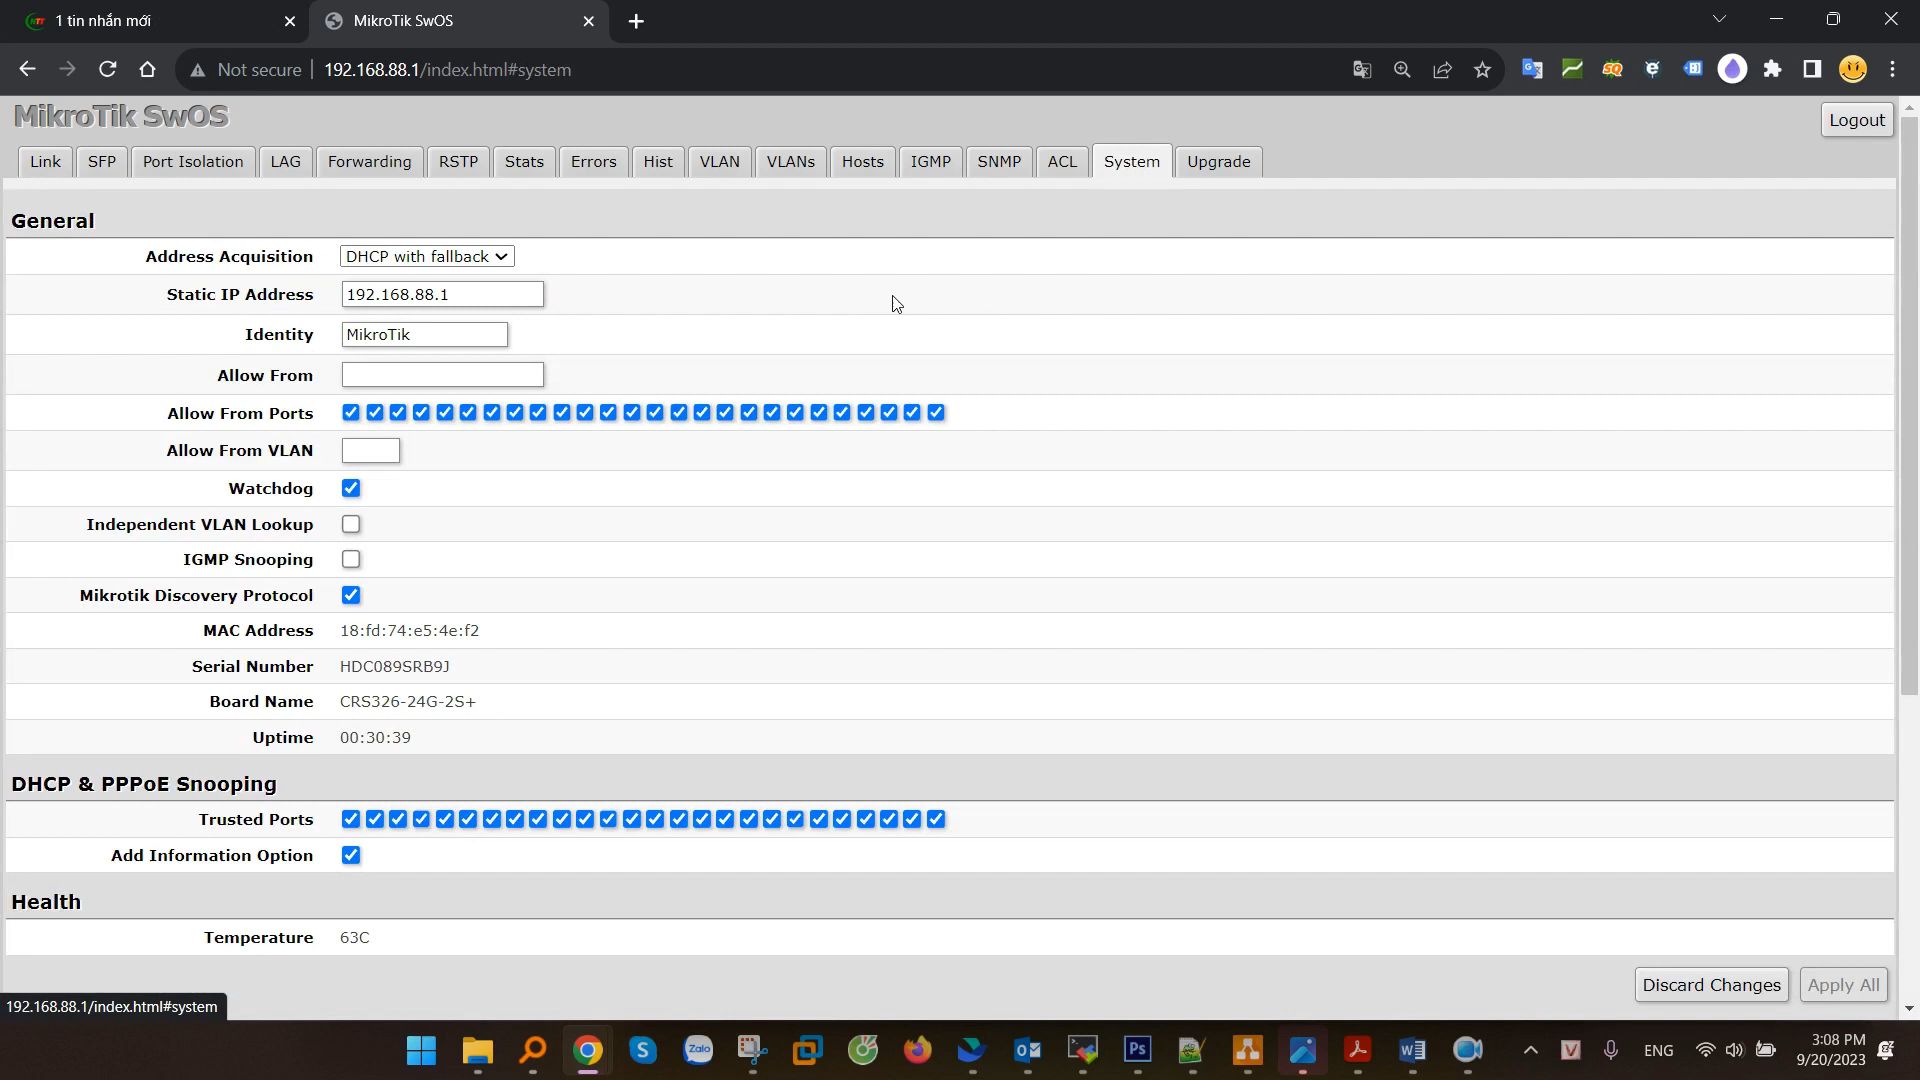 1 tin nhắn mới
MikroTik SwOS
Not secure
192.168.88.1/index.html#system
MikroTik SwOS
Logout
Link
SFP
Port Isolation
LAG
Forwarding
RSTP
Stats
Errors
Hist
VLAN
VLANs
Hosts
IGMP
SNMP
ACL
System
Upgrade
General
Address Acquisition DHCP with fallback
Static IP Address 192.168.88.1
Identity MikroTik
Allow From
Allow From Ports
Allow From VLAN
Watchdog
Independent VLAN Lookup
IGMP Snooping
Mikrotik Discovery Protocol
MAC Address 18:fd:74:e5:4e:f2
Serial Number HDC089SRB9J
Board Name CRS326-24G-2S+
Uptime 00:30:39
DHCP & PPPoE Snooping
Trusted Ports
Add Information Option
Health
Temperature 63C
Discard Changes
Apply All
192.168.88.1/index.html#system
Zalo
Ps
ENG
3:08 PM
9/20/2023